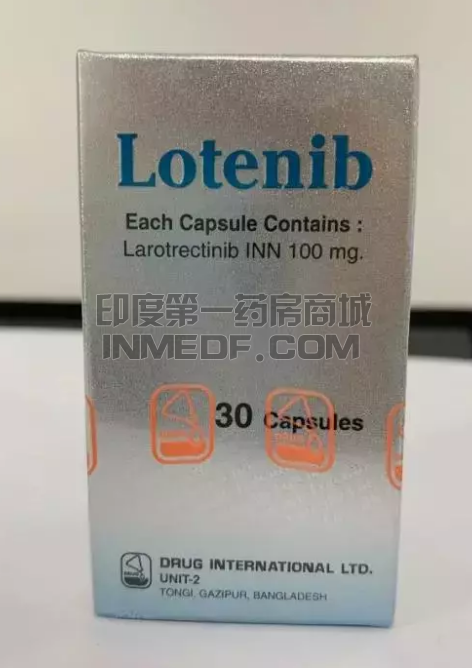 Lotenib
Each Capsule Contains :
Larotrectinib INN 100 mg.
印度第一药房商城
INMEDF.COM
30 Capsules
DRUG INTERNATIONAL LTD.
UNIT-2
TONGI, GAZIPUR, BANGLADESH